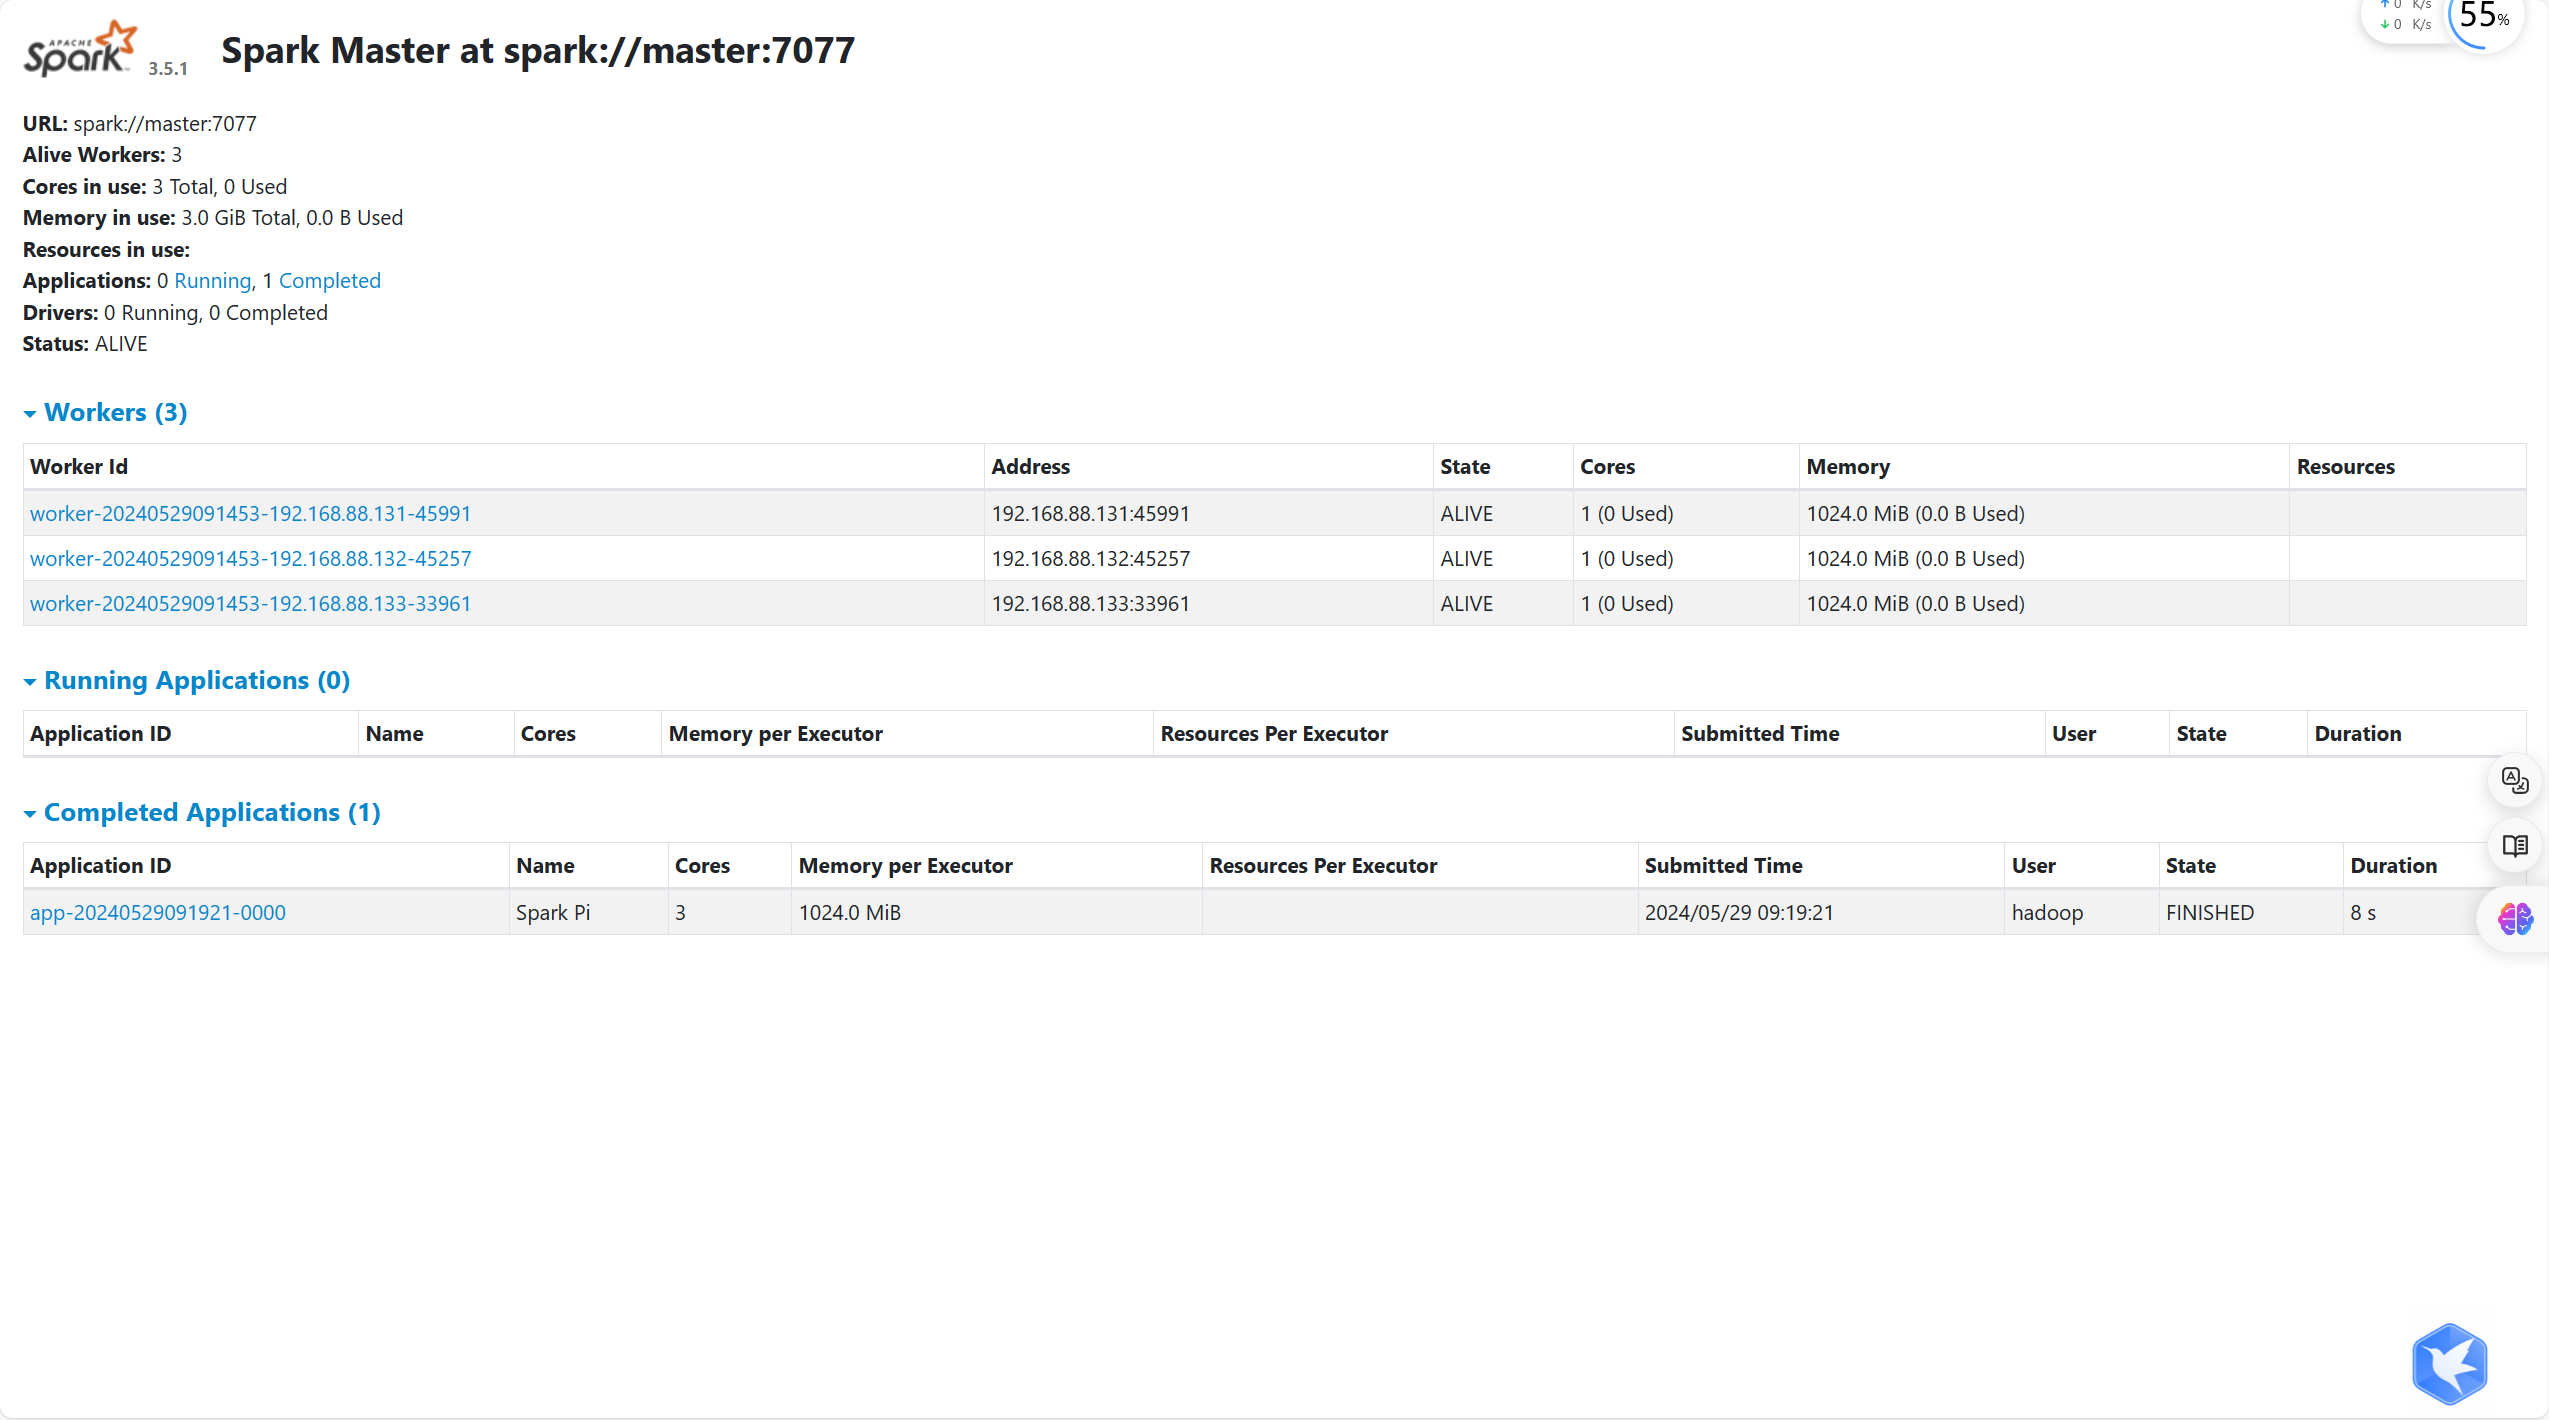 APACHE
Spark 3.5.1 Spark Master at spark://master:7077
↑ 0 K/s
↓ 0 K/s
55%
URL: spark://master:7077
Alive Workers: 3
Cores in use: 3 Total, 0 Used
Memory in use: 3.0 GiB Total, 0.0 B Used
Resources in use:
Applications: 0 Running, 1 Completed
Drivers: 0 Running, 0 Completed
Status: ALIVE
Workers (3)
Worker Id Address State Cores Memory Resources
worker-20240529091453-192.168.88.131-45991 192.168.88.131:45991 ALIVE 1 (0 Used) 1024.0 MiB (0.0 B Used)
worker-20240529091453-192.168.88.132-45257 192.168.88.132:45257 ALIVE 1 (0 Used) 1024.0 MiB (0.0 B Used)
worker-20240529091453-192.168.88.133-33961 192.168.88.133:33961 ALIVE 1 (0 Used) 1024.0 MiB (0.0 B Used)
Running Applications (0)
Application ID Name Cores Memory per Executor Resources Per Executor Submitted Time User State Duration
Completed Applications (1)
Application ID Name Cores Memory per Executor Resources Per Executor Submitted Time User State Duration
app-20240529091921-0000 Spark Pi 3 1024.0 MiB 2024/05/29 09:19:21 hadoop FINISHED 8 s